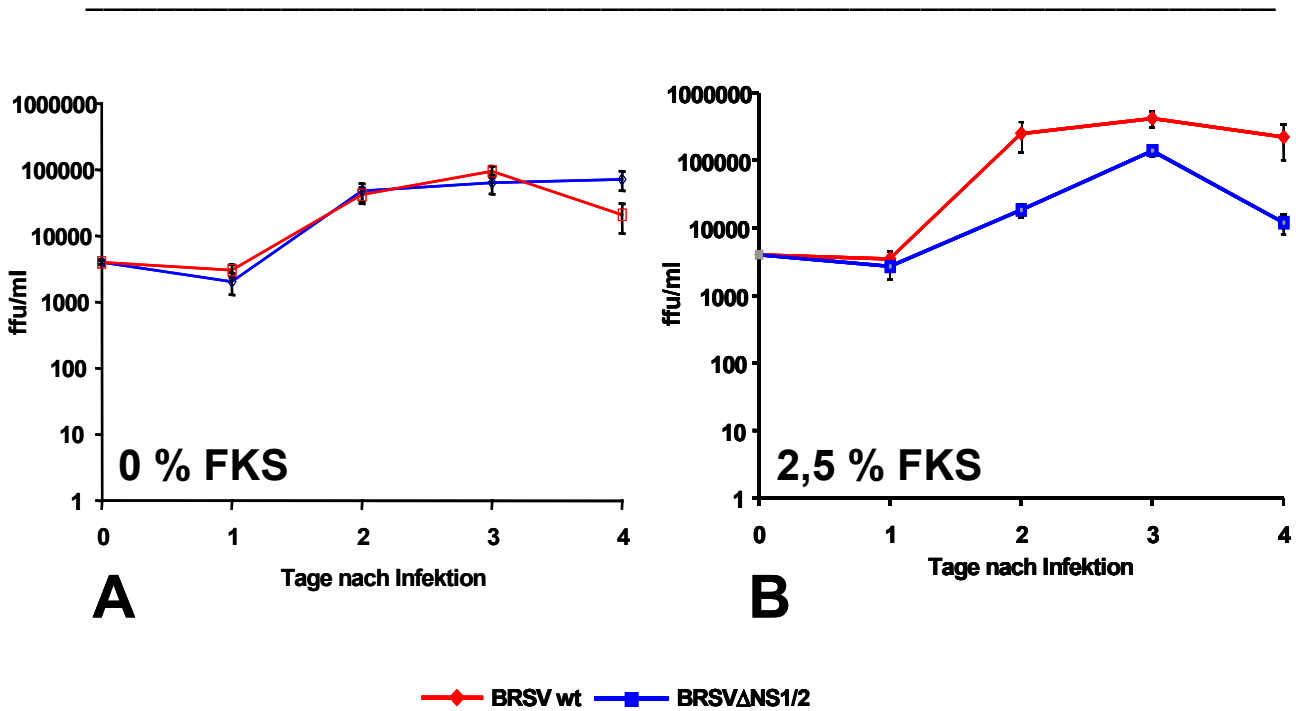 1000000
100000
10000
1000
100
10
1
ffu/ml
0 % FKS
0 1 2 3 4
Tage nach Infektion
A
1000000
100000
10000
1000
100
10
1
ffu/ml
2,5 % FKS
0 1 2 3 4
Tage nach Infektion
B
BRSV wt BRSVΔNS1/2